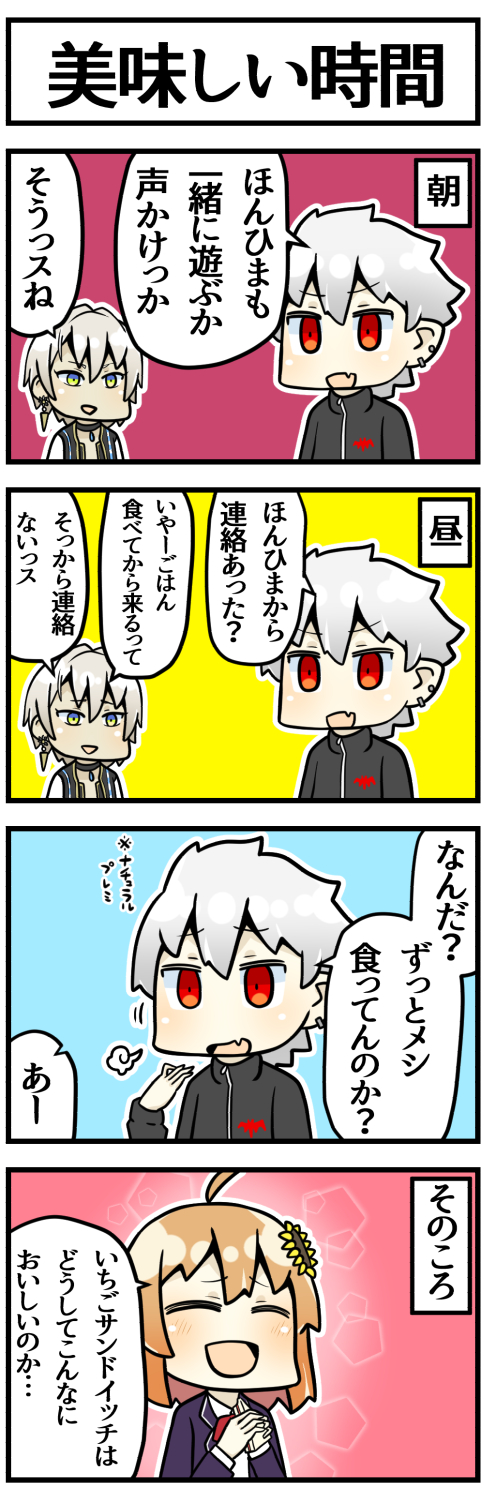 美味しい時間
朝
ほんひまも
一緒に遊ぶか
声かけっか
そうっスね
昼
ほんひまから
連絡あった？
いやーごはん
食べてから来るって
そっから連絡
ないっス
なんだ？
ずっとメシ
食ってんのか？
※ナチュラル
プレミ
あー
そのころ
いちごサンドイッチは
どうしてこんなに
おいしいのか…